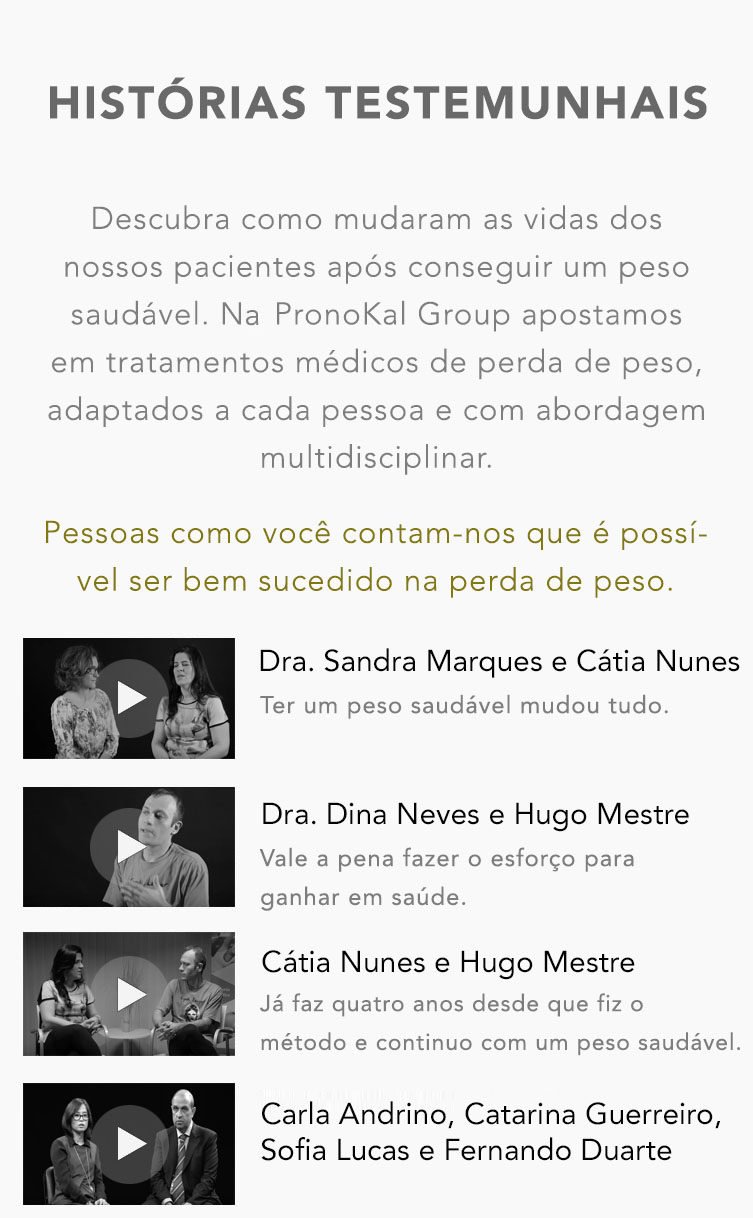 HISTÓRIAS TESTEMUNHAIS
Descubra como mudaram as vidas dos
nossos pacientes após conseguir um peso
saudável. Na PronoKal Group apostamos
em tratamentos médicos de perda de peso,
adaptados a cada pessoa e com abordagem
multidisciplinar.
Pessoas como você contam-nos que é possí-
vel ser bem sucedido na perda de peso.
Dra. Sandra Marques e Cátia Nunes
Ter um peso saudável mudou tudo.
Dra. Dina Neves e Hugo Mestre
Vale a pena fazer o esforço para
ganhar em saúde.
Cátia Nunes e Hugo Mestre
Já faz quatro anos desde que fiz o
método e continuo com um peso saudável.
Carla Andrino, Catarina Guerreiro,
Sofia Lucas e Fernando Duarte